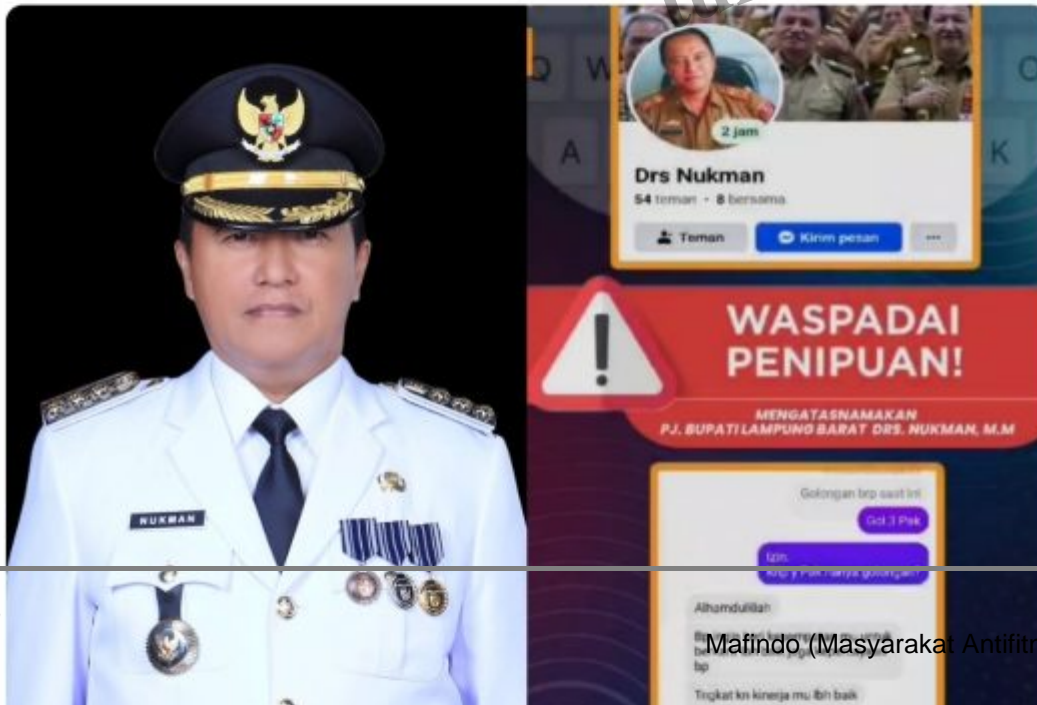 Q W O
A K
2 jam
Drs Nukman
54 teman • 8 bersama
Teman
Kirim pesan
WASPADAI
PENIPUAN!
MENGATASNAMAKAN
PJ. BUPATI LAMPUNG BARAT DRS. NUKMAN, M.M
NUKMAN
Golongan brp saat ini
Gol 3 Pak
Izin.
Alhamdulillah
bp
Mafindo (Masyarakat Antifitn
Tingkat kn kinerja mu lbh baik